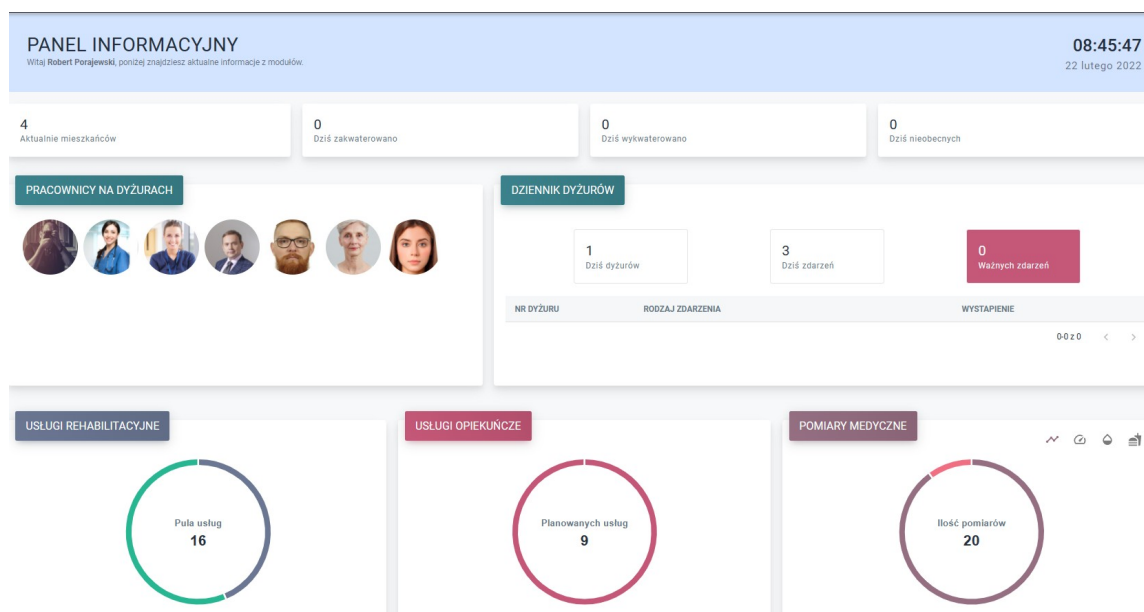 PANEL INFORMACYJNY
Witaj Robert Porajewski, poniżej znajdziesz aktualne informacje z modułów.
08:45:47
22 lutego 2022
4
Aktualnie mieszkańców
0
Dziś zakwaterowano
0
Dziś wykwaterowano
0
Dziś nieobecnych
PRACOWNICY NA DYŻURACH
DZIENNIK DYŻURÓW
1
Dziś dyżurów
3
Dziś zdarzeń
0
Ważnych zdarzeń
NR DYŻURU RODZAJ ZDARZENIA WYSTAPIENIE
0-0 z 0
USŁUGI REHABILITACYJNE
Pula usług
16
USŁUGI OPIEKUŃCZE
Planowanych usług
9
POMIARY MEDYCZNE
Ilość pomiarów
20